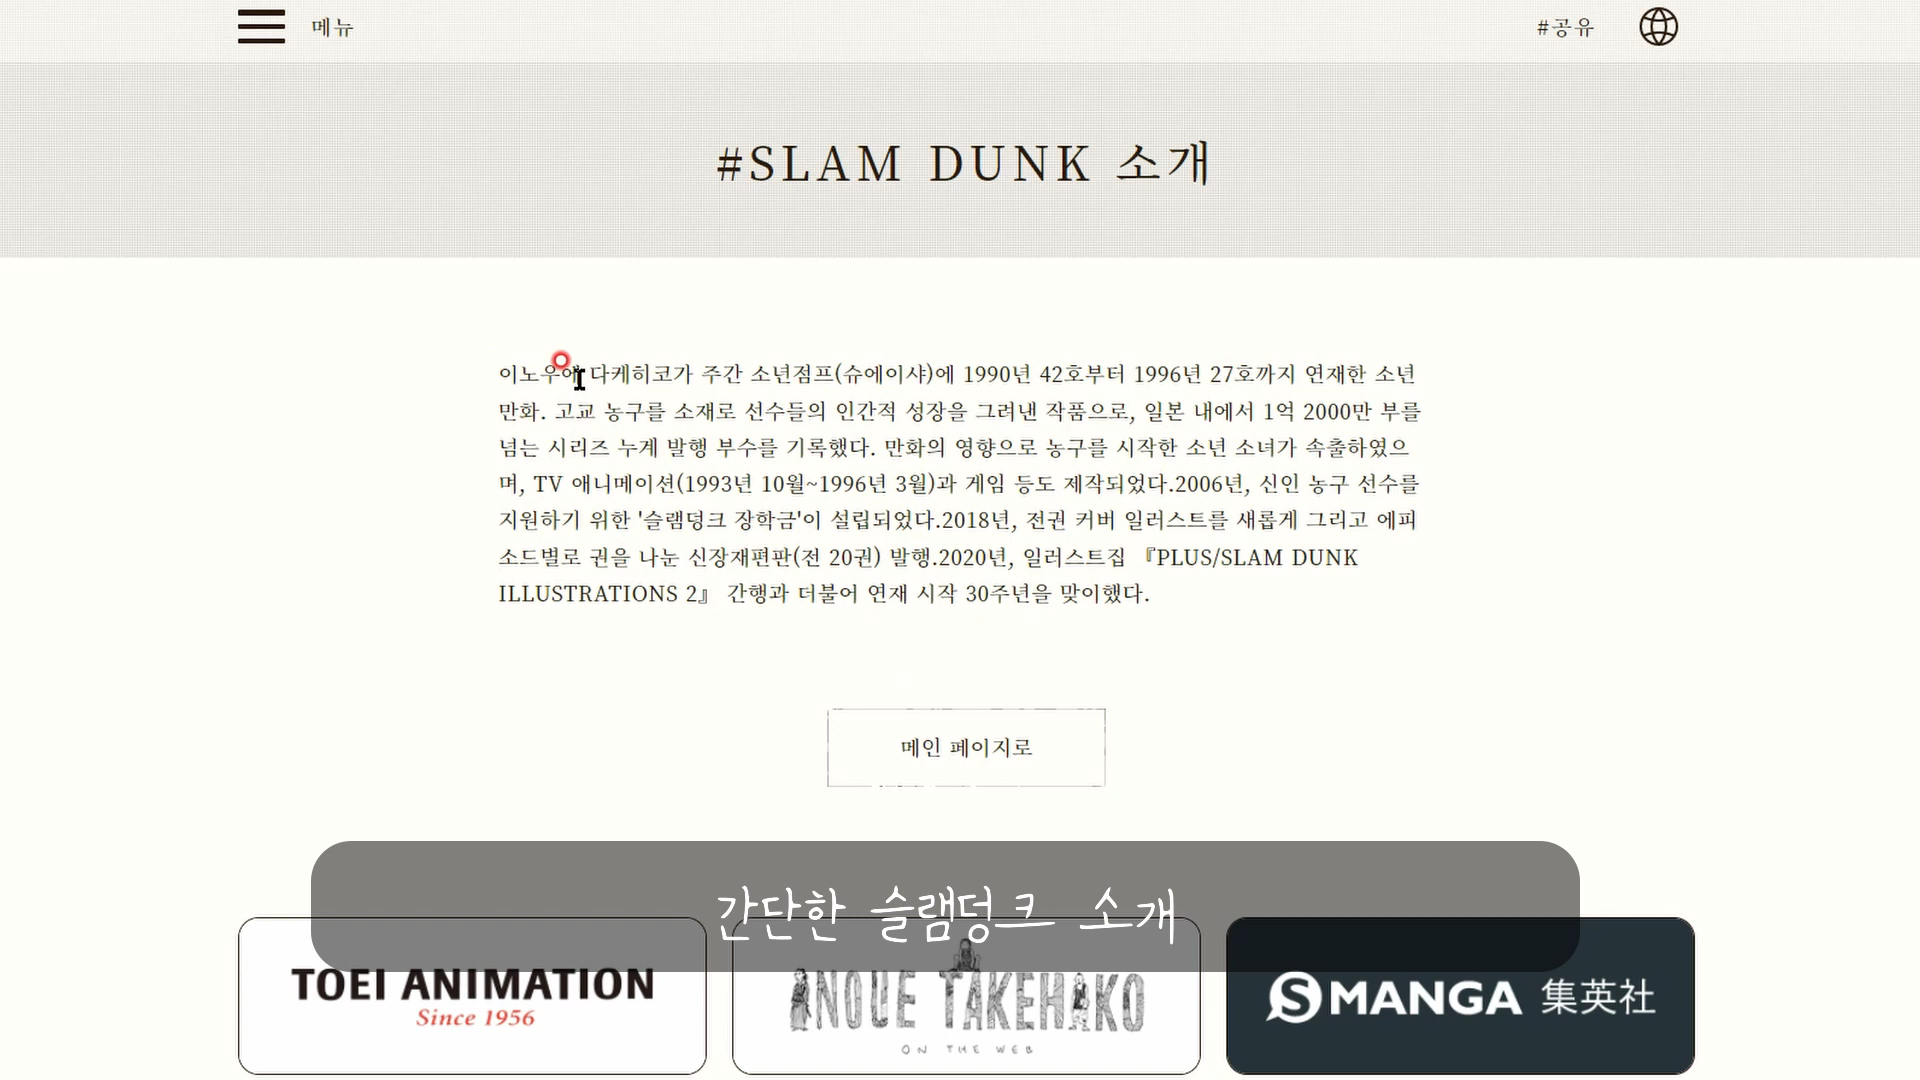 메뉴
#공유
#SLAM DUNK 소개
이노우에 다케히코가 주간 소년점프(슈에이샤)에 1990년 42호부터 1996년 27호까지 연재한 소년
만화. 고교 농구를 소재로 선수들의 인간적 성장을 그려낸 작품으로, 일본 내에서 1억 2000만 부를
넘는 시리즈 누계 발행 부수를 기록했다. 만화의 영향으로 농구를 시작한 소년 소녀가 속출하였으
며, TV 애니메이션(1993년 10월~1996년 3월)과 게임 등도 제작되었다.2006년, 신인 농구 선수를
지원하기 위한 '슬램덩크 장학금'이 설립되었다.2018년, 전권 커버 일러스트를 새롭게 그리고 에피
소드별로 권을 나눈 신장재편판(전 20권) 발행.2020년, 일러스트집 『PLUS/SLAM DUNK
ILLUSTRATIONS 2』 간행과 더불어 연재 시작 30주년을 맞이했다.
메인 페이지로
간단한 슬램덩크 소개
TOEI ANIMATION
Since 1956
INOUE TAKEHIKO
ON THE WEB
S MANGA 集英社